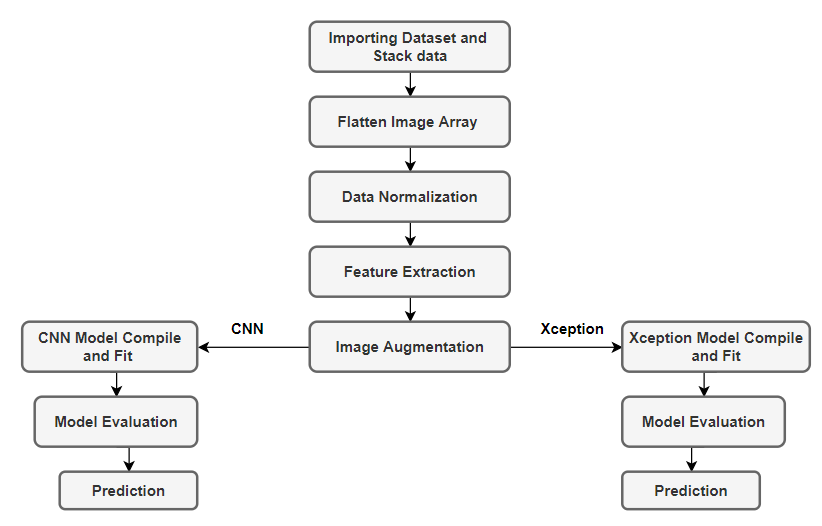 Importing Dataset and
Stack data
Flatten Image Array
Data Normalization
Feature Extraction
CNN
Xception
CNN Model Compile
and Fit
Image Augmentation
Xception Model Compile
and Fit
Model Evaluation
Model Evaluation
Prediction
Prediction